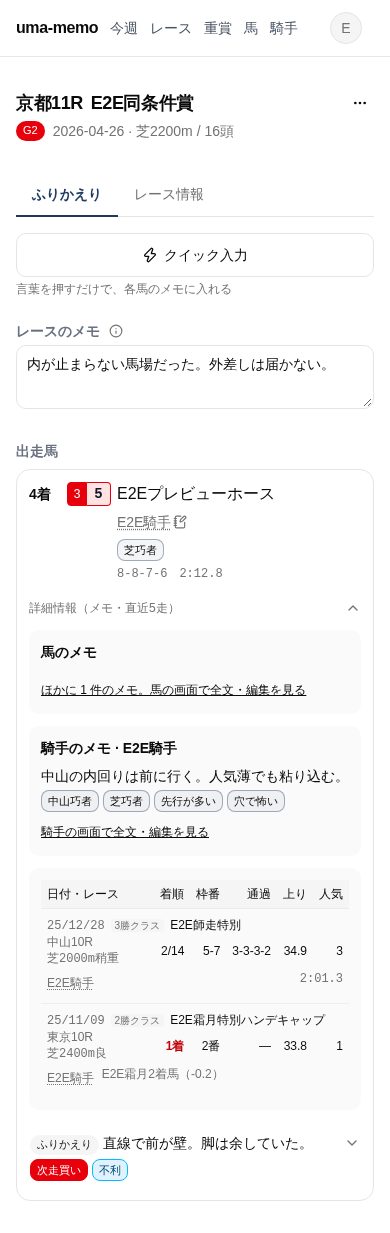 uma-memo 今週 レース 重賞 馬 騎手 E
京都11R E2E同条件賞
G2 2026-04-26 · 芝2200m / 16頭
ふりかえり レース情報
クイック入力
言葉を押すだけで、各馬のメモに入れる
レースのメモ
内が止まらない馬場だった。外差しは届かない。
出走馬
4着 3 5 E2Eプレビューホース
E2E騎手
芝巧者
8-8-7-6 2:12.8
詳細情報（メモ・直近5走）
馬のメモ
ほかに 1 件のメモ。馬の画面で全文・編集を見る
騎手のメモ · E2E騎手
中山の内回りは前に行く。人気薄でも粘り込む。
中山巧者 芝巧者 先行が多い 穴で怖い
騎手の画面で全文・編集を見る
日付・レース 着順 枠番 通過 上り 人気
25/12/28 3勝クラス E2E師走特別
中山10R
芝2000m稍重 2/14 5-7 3-3-3-2 34.9 3
E2E騎手 2:01.3
25/11/09 2勝クラス E2E霜月特別ハンデキャップ
東京10R
芝2400m良 1着 2番 — 33.8 1
E2E騎手 E2E霜月2着馬（-0.2）
ふりかえり 直線で前が壁。脚は余していた。
次走買い 不利